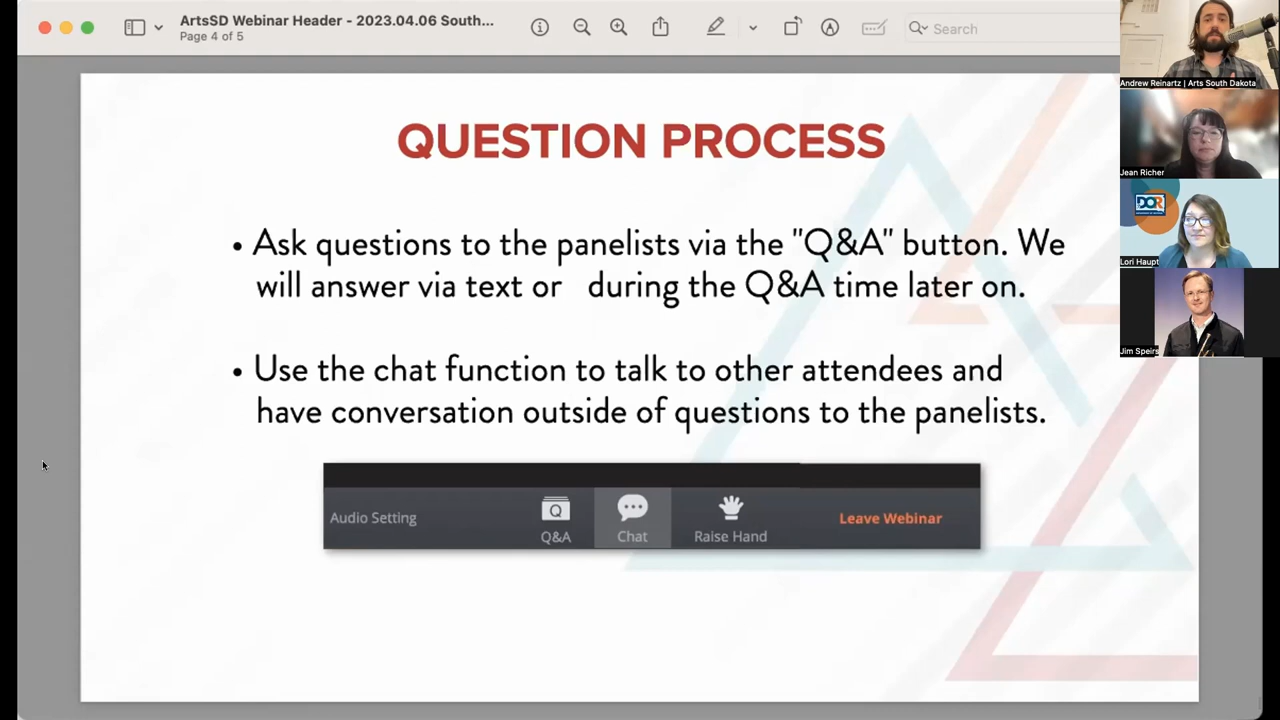 ArtsSD Webinar Header - 2023.04.06 South...
Page 4 of 5
Search
QUESTION PROCESS
• Ask questions to the panelists via the "Q&A" button. We
will answer via text or during the Q&A time later on.
• Use the chat function to talk to other attendees and
have conversation outside of questions to the panelists.
Audio Setting
Q&A
Chat
Raise Hand
Leave Webinar
Andrew Reinartz | Arts South Dakota
Jean Richer
DOR
Lori Haupt
Jim Speirs